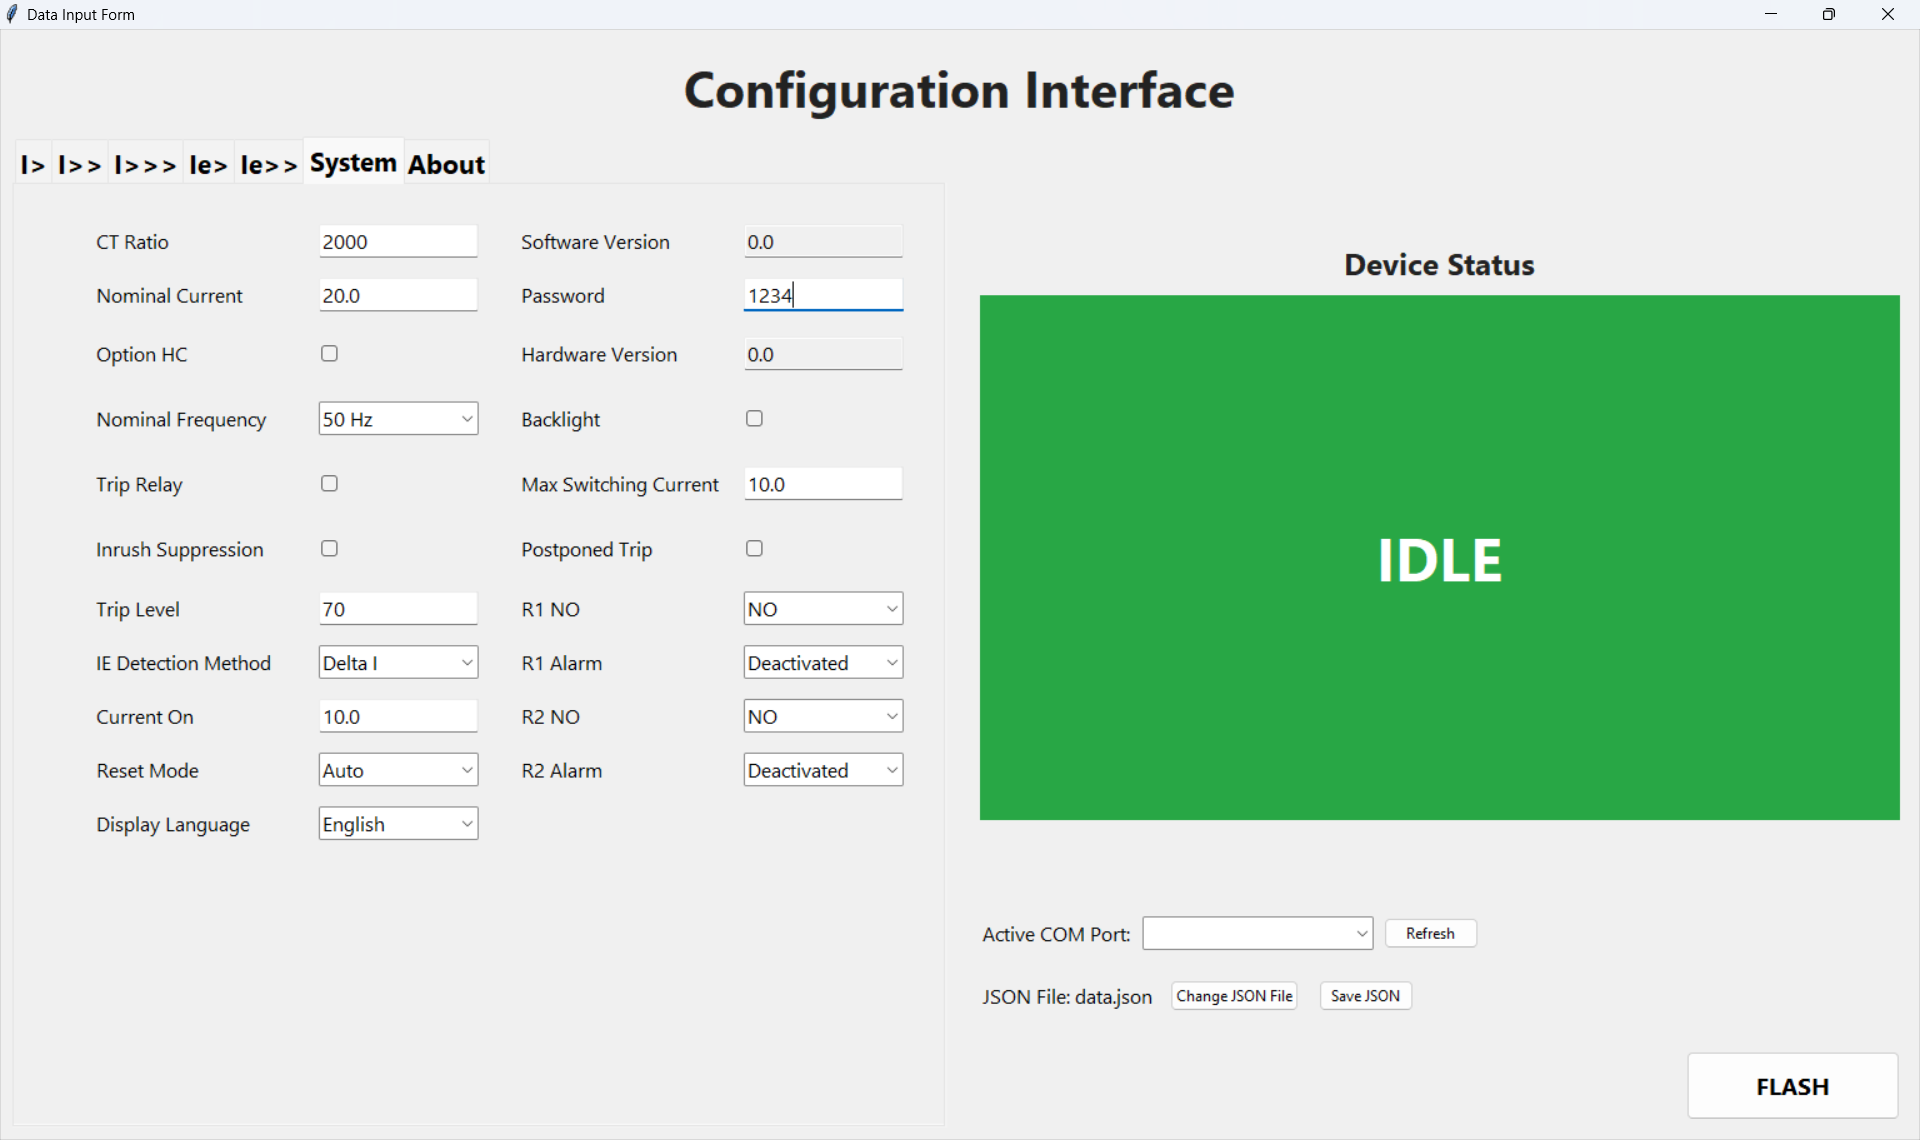 Data Input Form
Configuration Interface
I> I>> I>>> Ie> Ie>> System About
CT Ratio 2000 Software Version 0.0
Nominal Current 20.0 Password 1234
Option HC Hardware Version 0.0
Nominal Frequency 50 Hz Backlight
Trip Relay Max Switching Current 10.0
Inrush Suppression Postponed Trip
Trip Level 70 R1 NO NO
IE Detection Method Delta I R1 Alarm Deactivated
Current On 10.0 R2 NO NO
Reset Mode Auto R2 Alarm Deactivated
Display Language English
Device Status
IDLE
Active COM Port: Refresh
JSON File: data.json Change JSON File Save JSON
FLASH